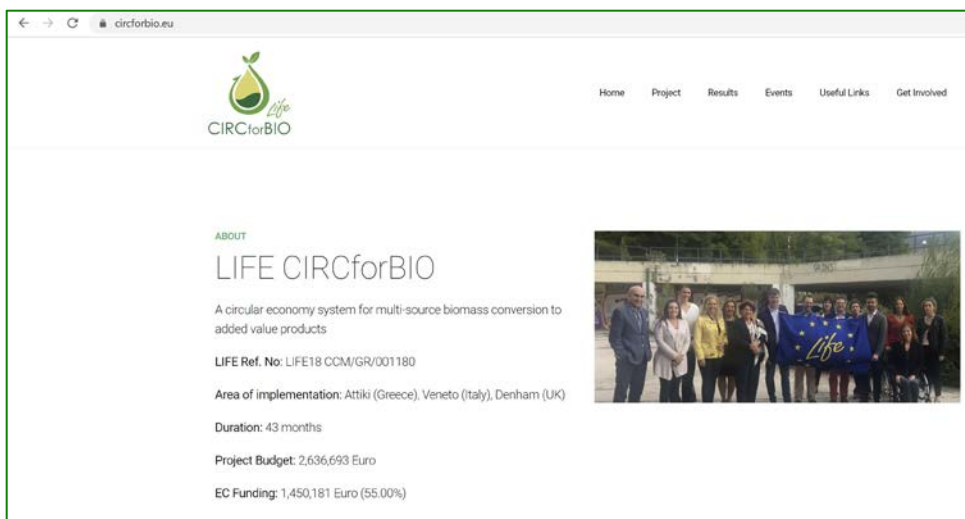 circforbio.eu
Life
CIRCforBIO
Home Project Results Events Useful Links Get Involved
ABOUT
LIFE CIRCforBIO
A circular economy system for multi-source biomass conversion to
added value products
LIFE Ref. No: LIFE18 CCM/GR/001180
Area of implementation: Attiki (Greece), Veneto (Italy), Denham (UK)
Duration: 43 months
Project Budget: 2,636,693 Euro
EC Funding: 1,450,181 Euro (55.00%)
Life